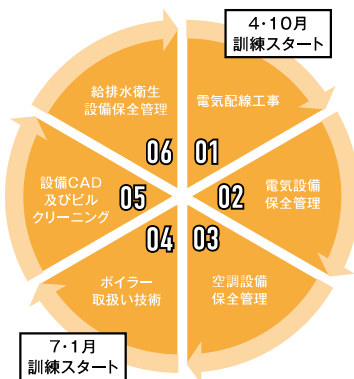 4・10月
訓練スタート
電気配線工事
01
電気設備
保全管理
02
空調設備
保全管理
03
ボイラー
取扱い技術
04
7・1月
訓練スタート
設備CAD
及びビル
クリーニング
05
給排水衛生
設備保全管理
06